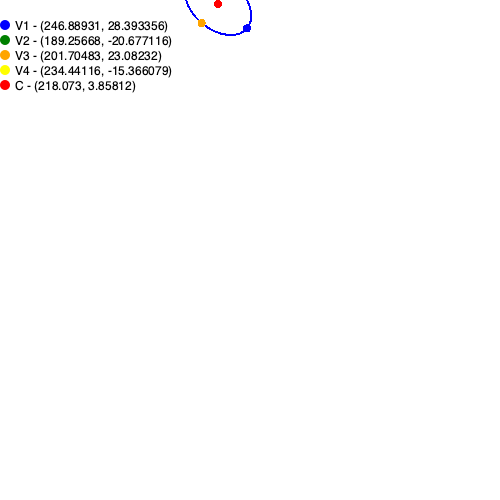 V1 - (246.88931, 28.393356)
V2 - (189.25668, -20.677116)
V3 - (201.70483, 23.08232)
V4 - (234.44116, -15.366079)
C - (218.073, 3.85812)